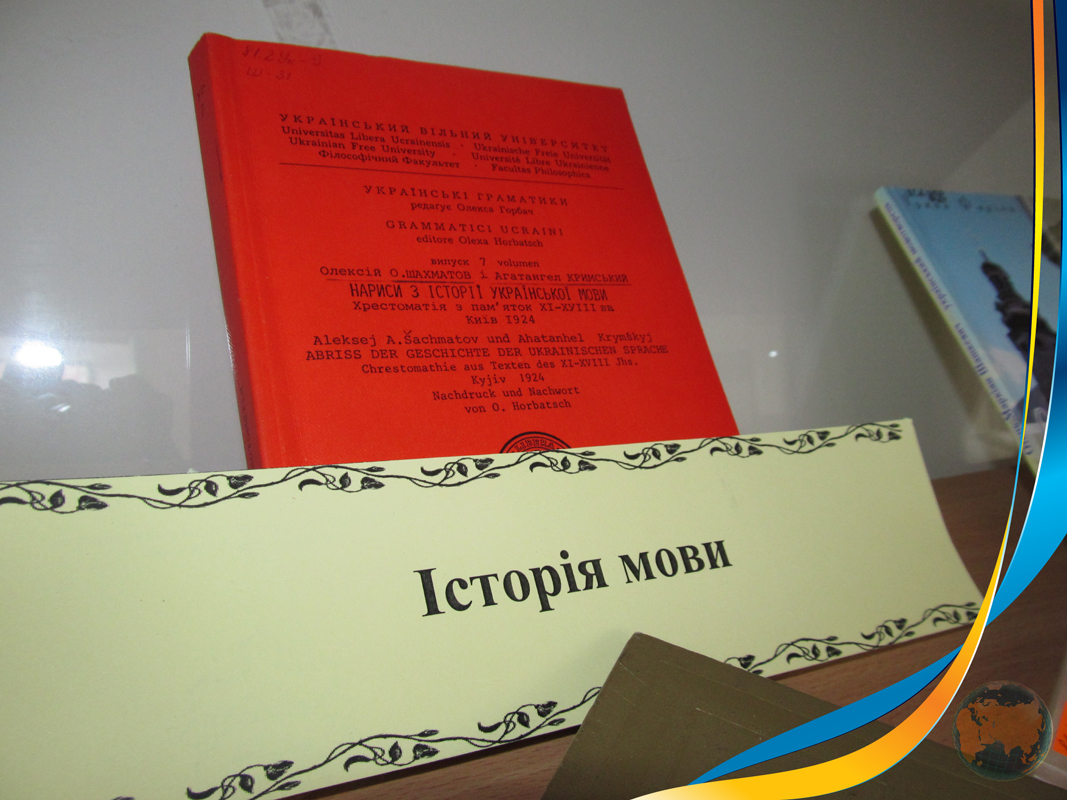 УКРАЇНСЬКИЙ ВІЛЬНИЙ УНІВЕРСИТЕТ
Universitas Libera Ucrainensis · Ukrainische Freie Universität
Ukrainian Free University · Université Libre Ukrainienne
Філософічний Факультет · Facultas Philosophica
УКРАЇНСЬКІ ГРАМАТИКИ
редагує Олекса Горбач
GRAMMATICI UCRAINI
editore Olexa Horbatsch
випуск 7 volumen
Олексій О.ШАХМАТОВ і Агатангел КРИМСЬКИЙ
НАРИСИ З ІСТОРІЇ УКРАЇНСЬКОЇ МОВИ
Хрестоматія з пам'яток XI-XVIII вв
Київ 1924
Aleksej A.Šachmatov und Ahatanhel Krymśkyj
ABRISS DER GESCHICHTE DER UKRAINISCHEN SPRACHE
Chrestomathie aus Texten des XI-XVIII Jhs.
Kyjiv 1924
Nachdruck und Nachwort
von O. Horbatsch
Історія мови